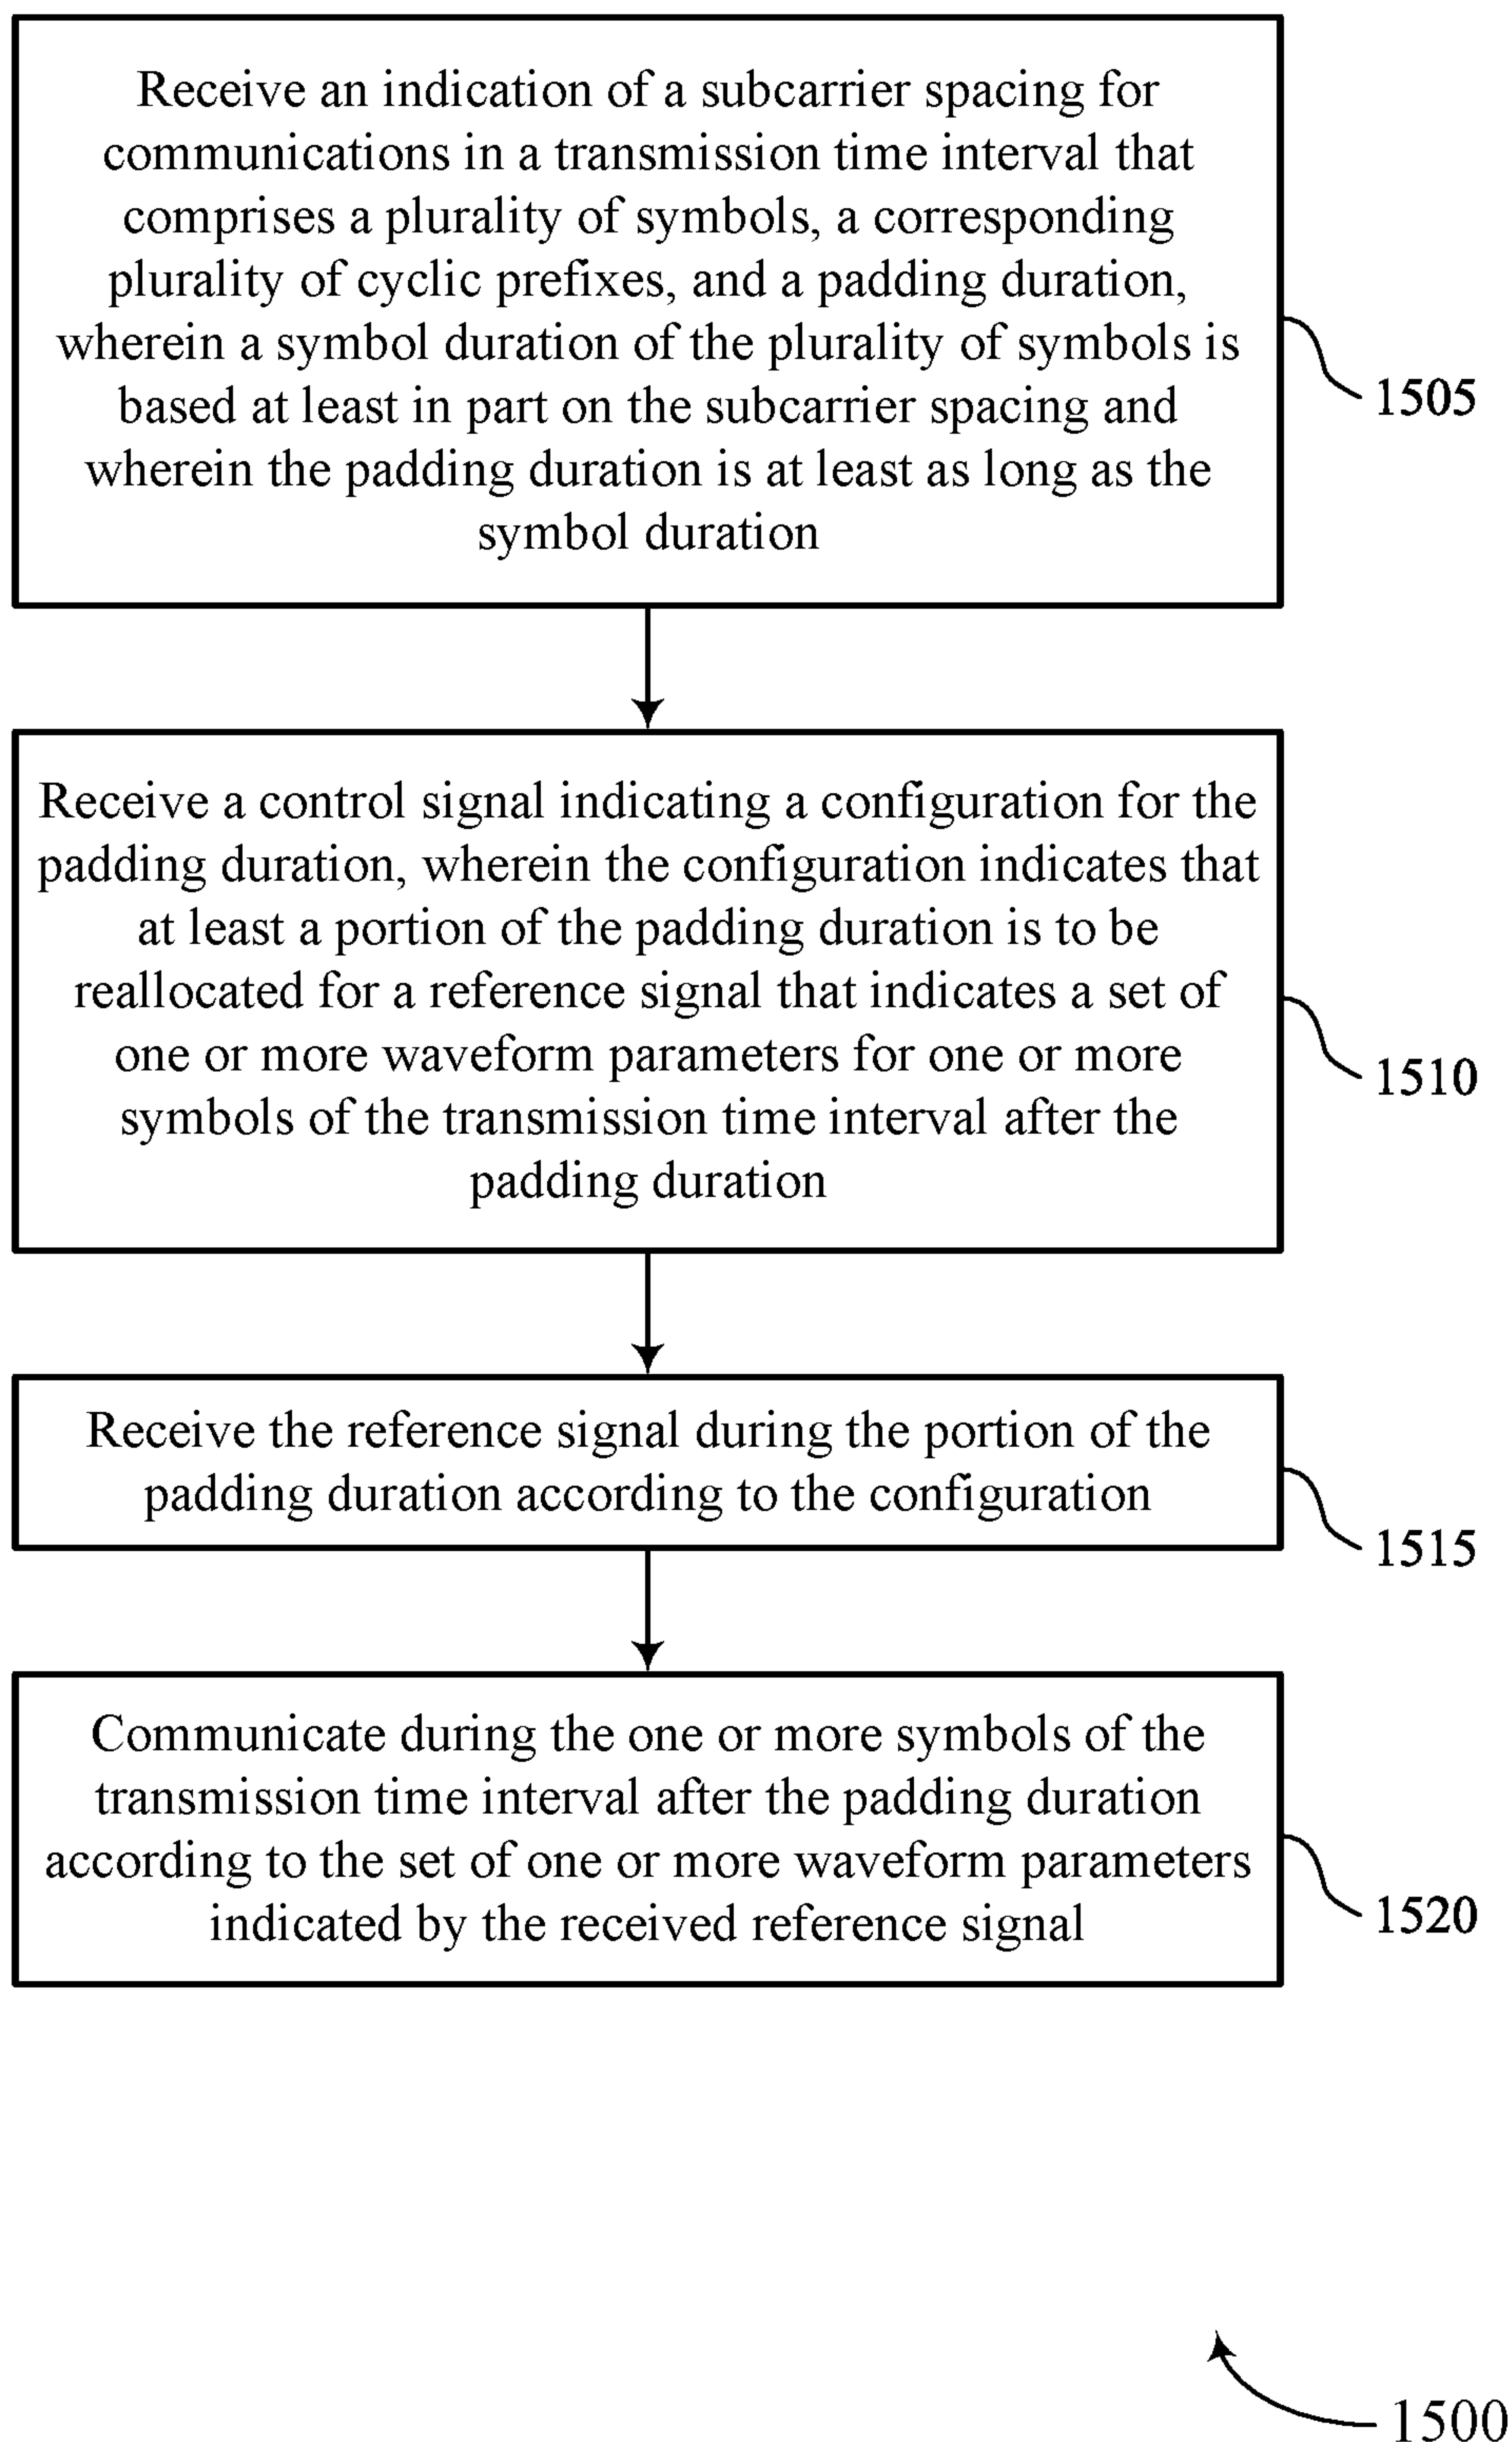 Receive an indication of a subcarrier spacing for
communications in a transmission time interval that
comprises a plurality of symbols, a corresponding
plurality of cyclic prefixes, and a padding duration,
wherein a symbol duration of the plurality of symbols is
based at least in part on the subcarrier spacing and
wherein the padding duration is at least as long as the
symbol duration
1505
Receive a control signal indicating a configuration for the
padding duration, wherein the configuration indicates that
at least a portion of the padding duration is to be
reallocated for a reference signal that indicates a set of
one or more waveform parameters for one or more
symbols of the transmission time interval after the
padding duration
1510
Receive the reference signal during the portion of the
padding duration according to the configuration
1515
Communicate during the one or more symbols of the
transmission time interval after the padding duration
according to the set of one or more waveform parameters
indicated by the received reference signal
1520
1500